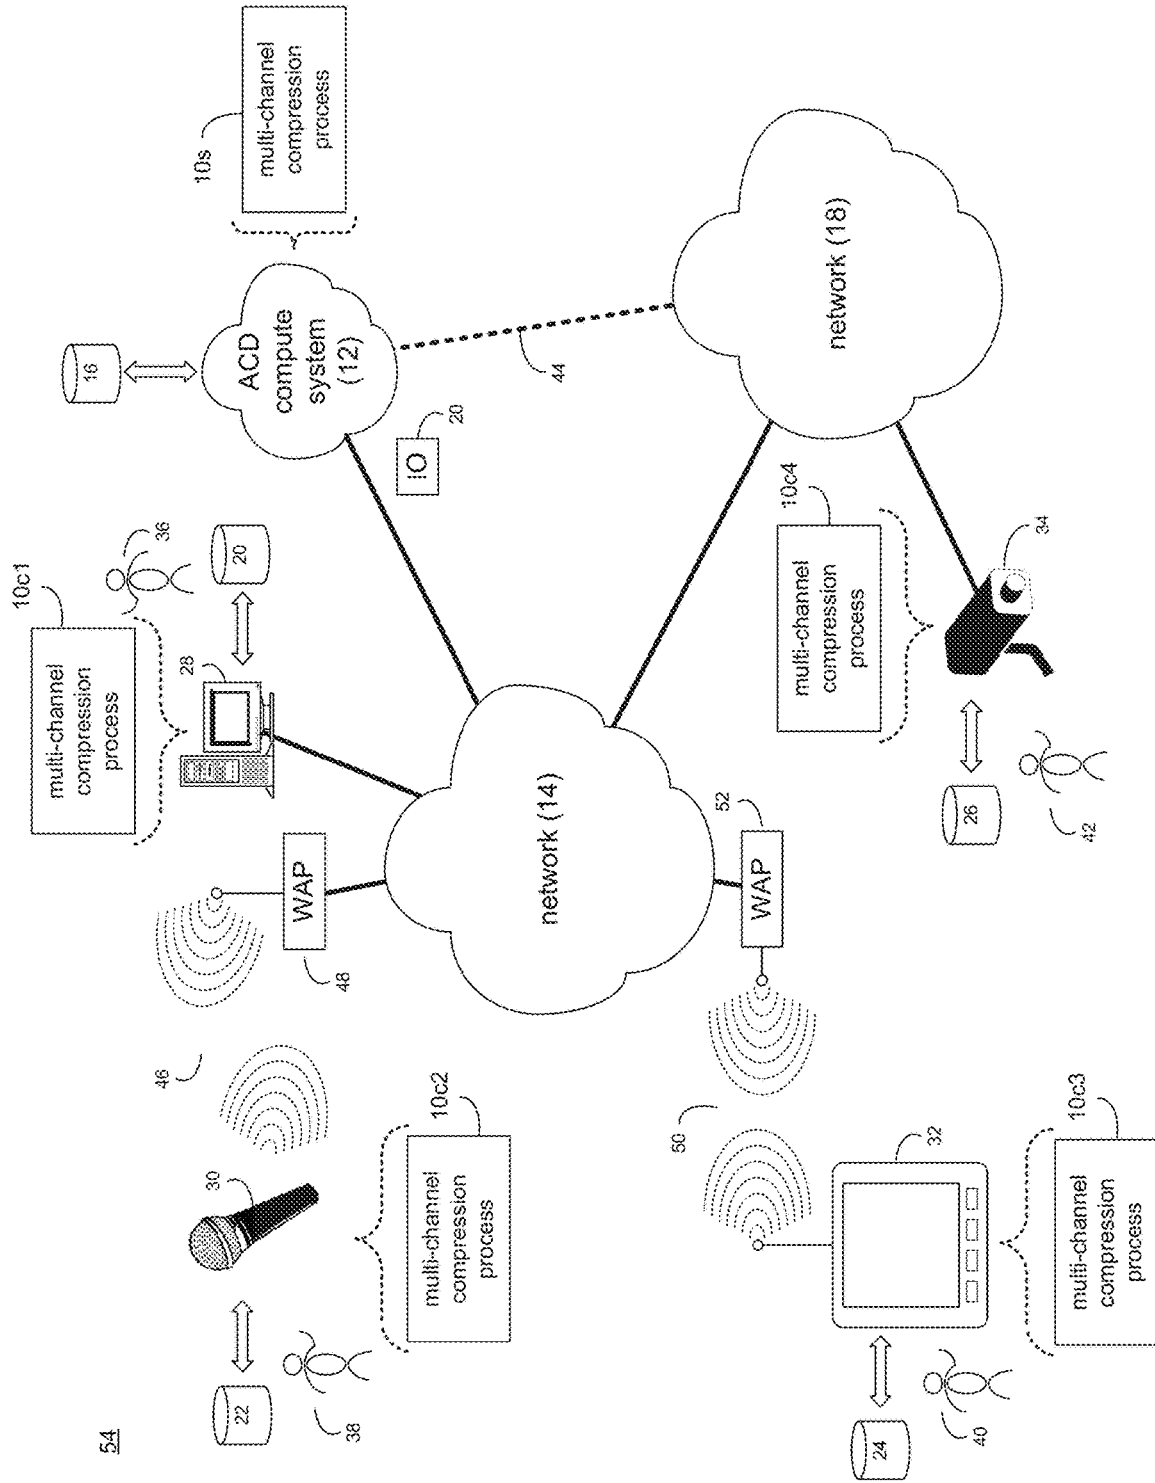 10c1
multi-channel
compression
process
16
54
36
10s
multi-channel
compression
process
46
28
30
20
22
ACD
compute
system
(12)
WAP
48
38
IO
20
10c2
multi-channel
compression
process
44
network (14)
50
52
WAP
10c4
multi-channel
compression
process
network (18)
24
32
40
26
34
10c3
42
multi-channel
compression
process